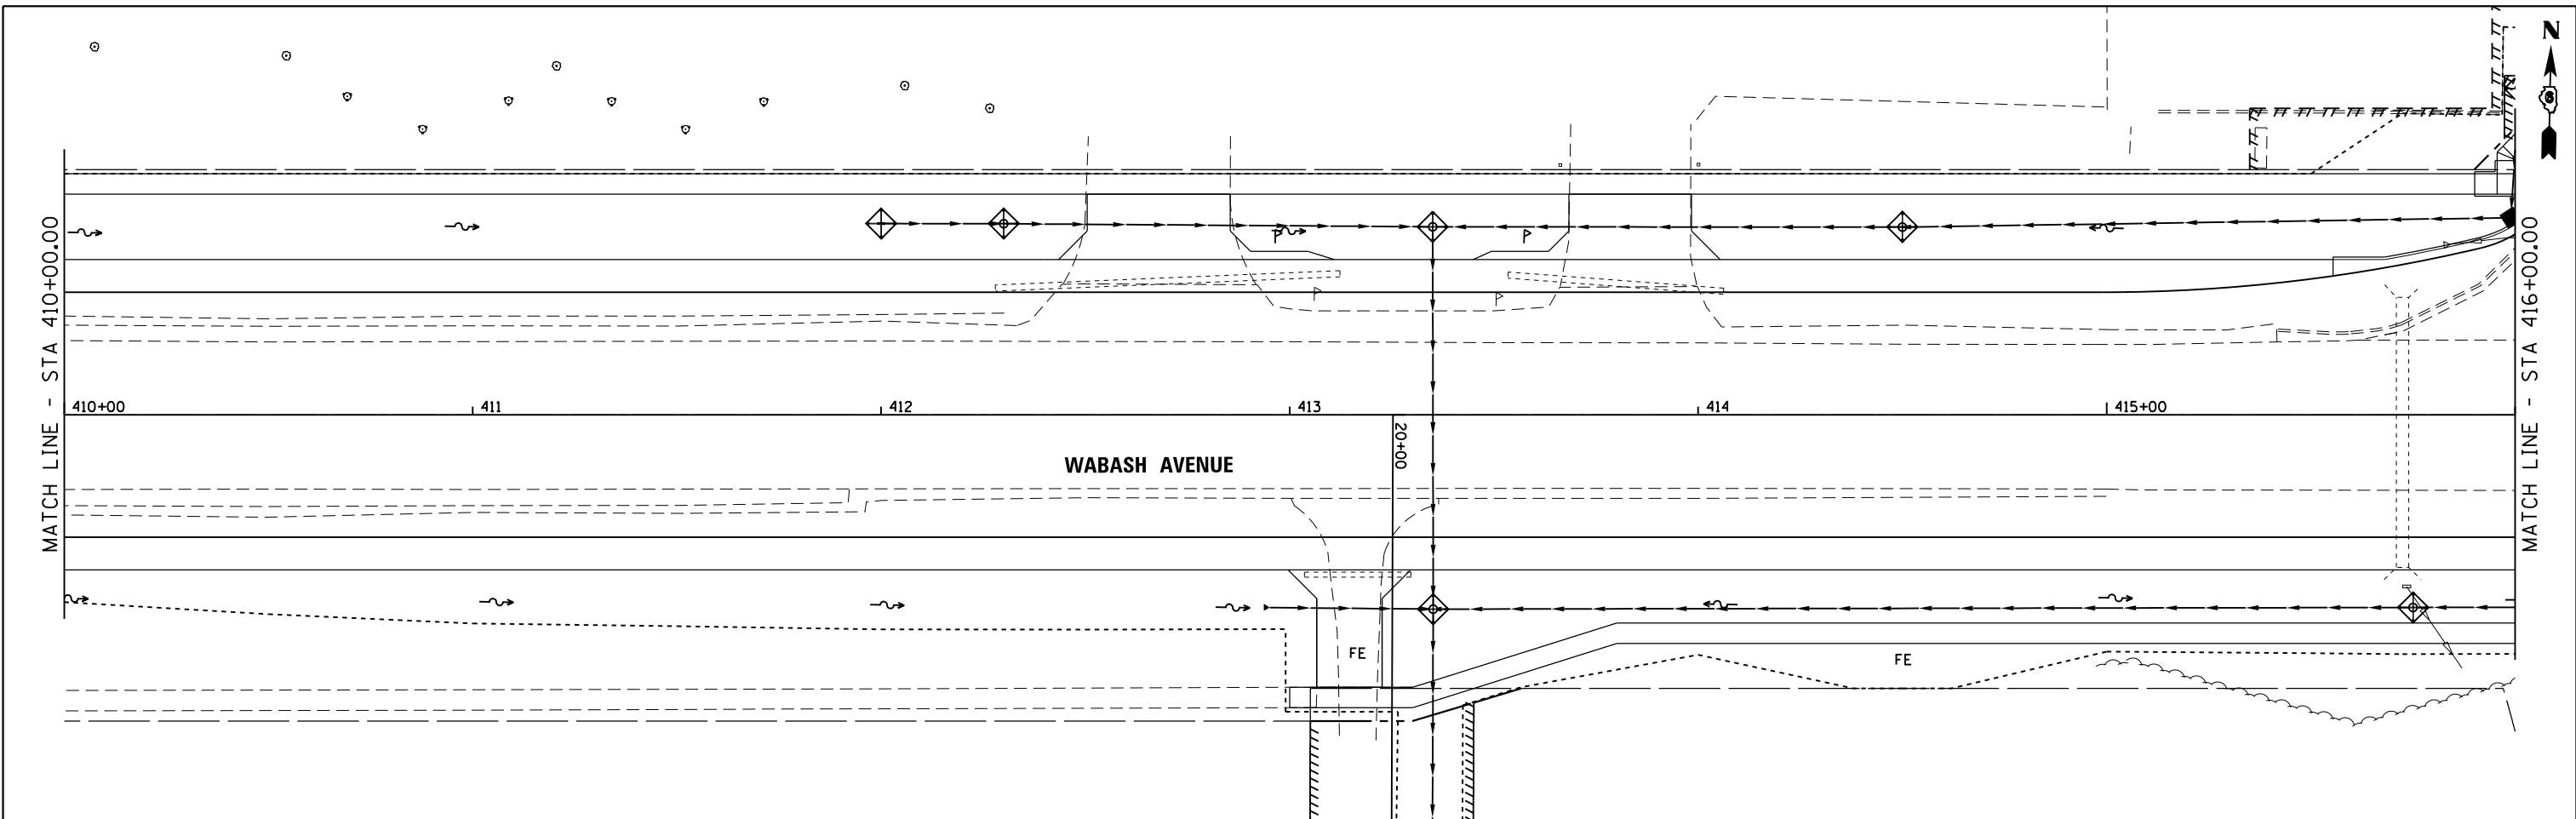 N
6
MATCH LINE - STA 410+00.00
MATCH LINE - STA 416+00.00
410+00
411
412
413
414
415+00
20+00
WABASH AVENUE
FE
FE